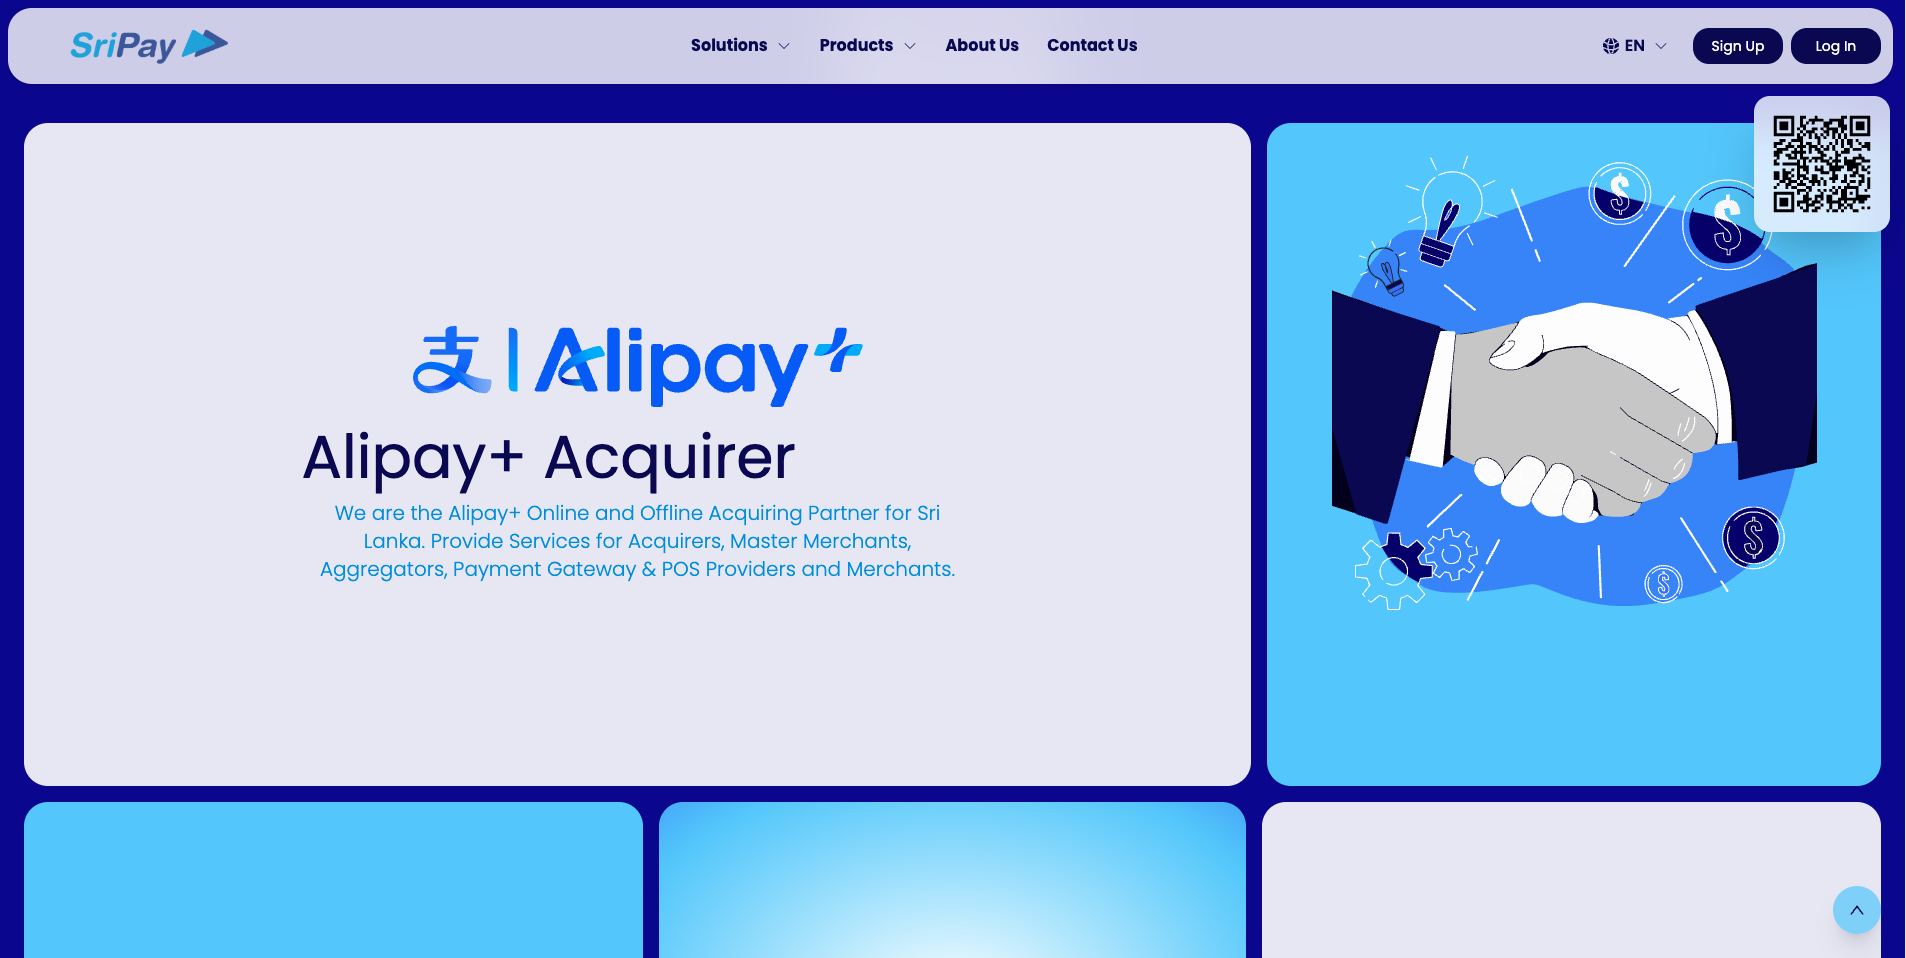 SriPay
Solutions
Products
About Us
Contact Us
EN
Sign Up
Log In
支 | Alipay+
Alipay+ Acquirer
We are the Alipay+ Online and Offline Acquiring Partner for Sri
Lanka. Provide Services for Acquirers, Master Merchants,
Aggregators, Payment Gateway & POS Providers and Merchants.
$
$
$
$